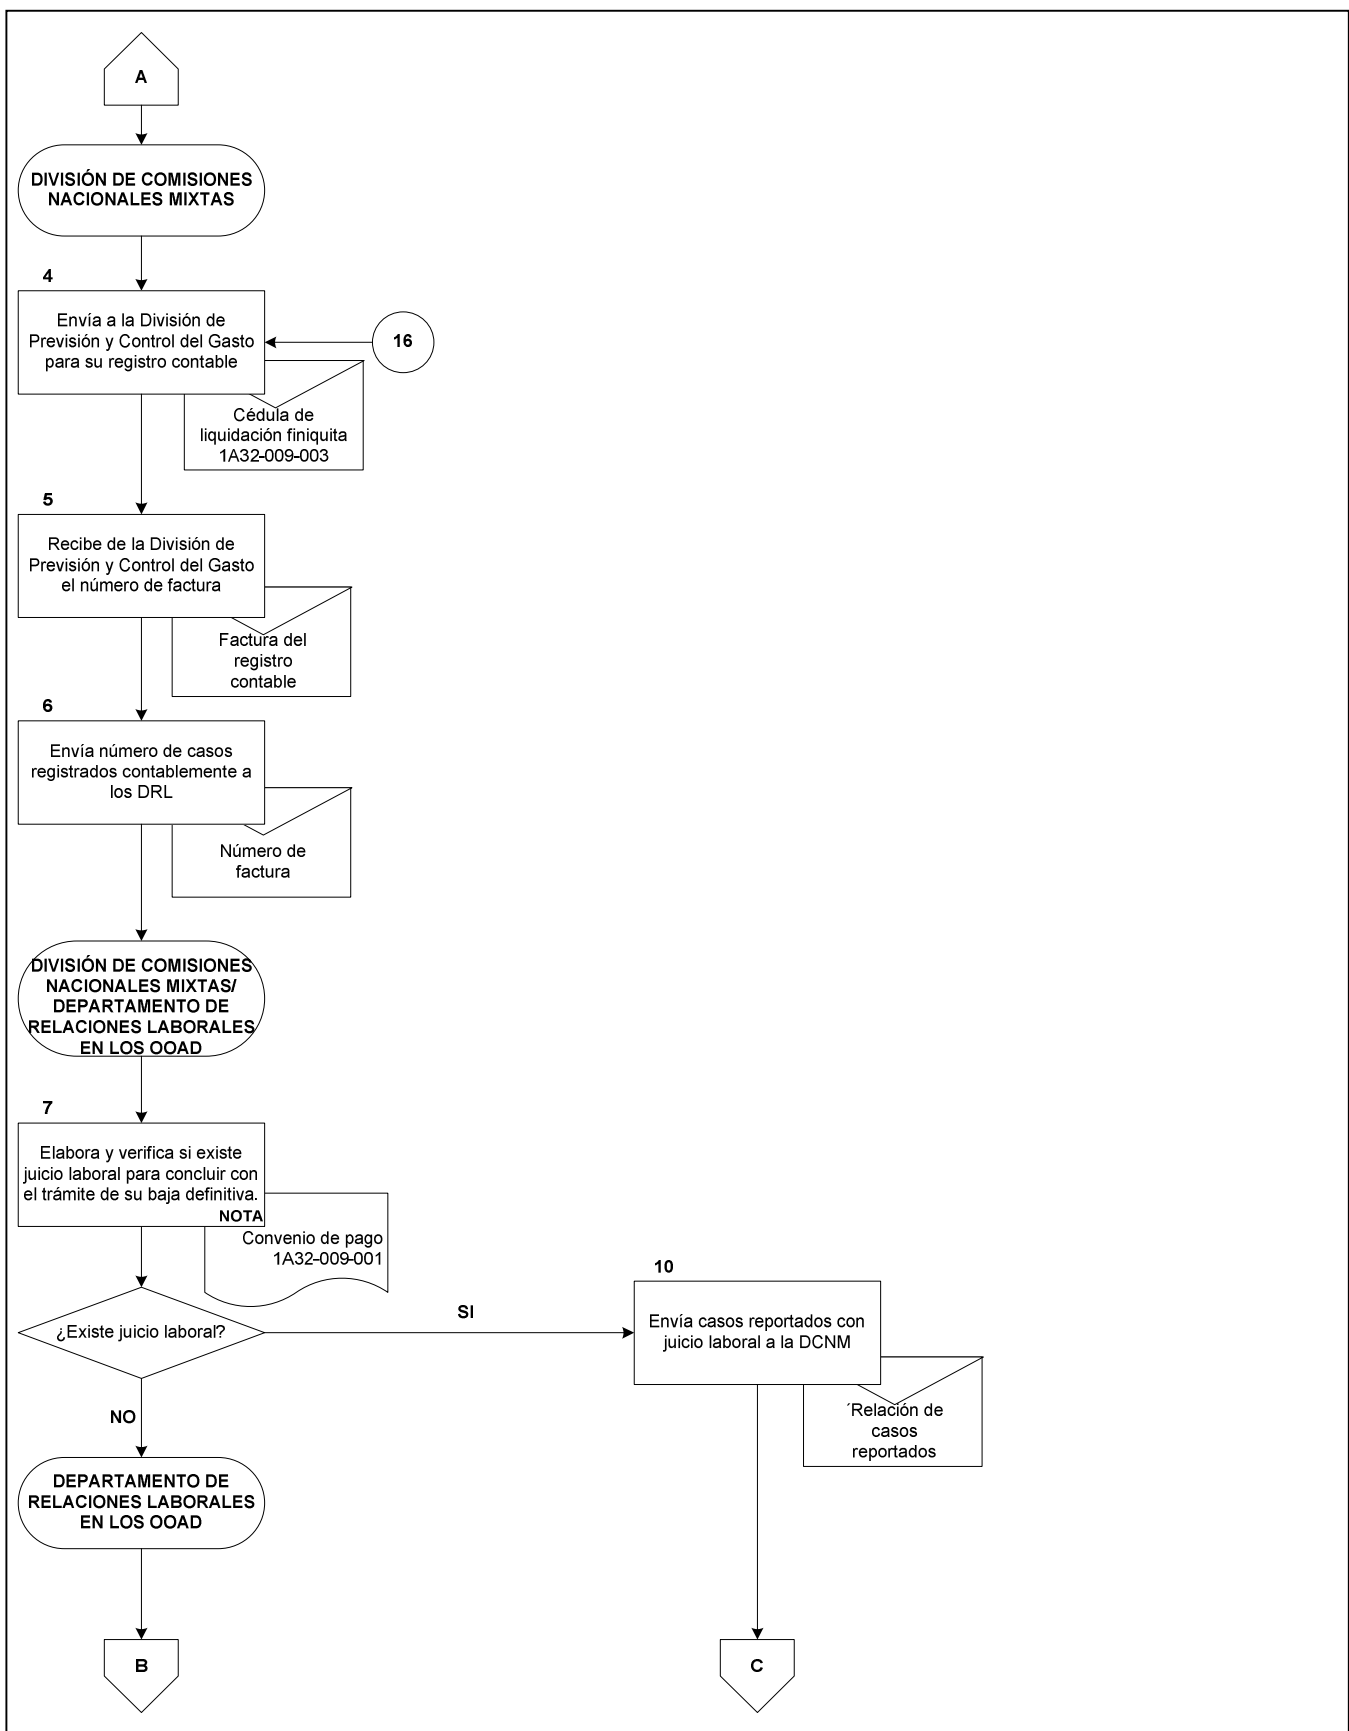 A
DIVISIÓN DE COMISIONES
NACIONALES MIXTAS
4
Envía a la División de
Previsión y Control del Gasto
para su registro contable
16
Cédula de
liquidación finiquita
1A32-009-003
5
Recibe de la División de
Previsión y Control del Gasto
el número de factura
Factura del
registro
contable
6
Envía número de casos
registrados contablemente a
los DRL
Número de
factura
DIVISIÓN DE COMISIONES
NACIONALES MIXTAS/
DEPARTAMENTO DE
RELACIONES LABORALES
EN LOS OOAD
7
Elabora y verifica si existe
juicio laboral para concluir con
el trámite de su baja definitiva.
NOTA
Convenio de pago
1A32-009-001
¿Existe juicio laboral?
SI
10
Envía casos reportados con
juicio laboral a la DCNM
´Relación de
casos
reportados
NO
DEPARTAMENTO DE
RELACIONES LABORALES
EN LOS OOAD
B
C